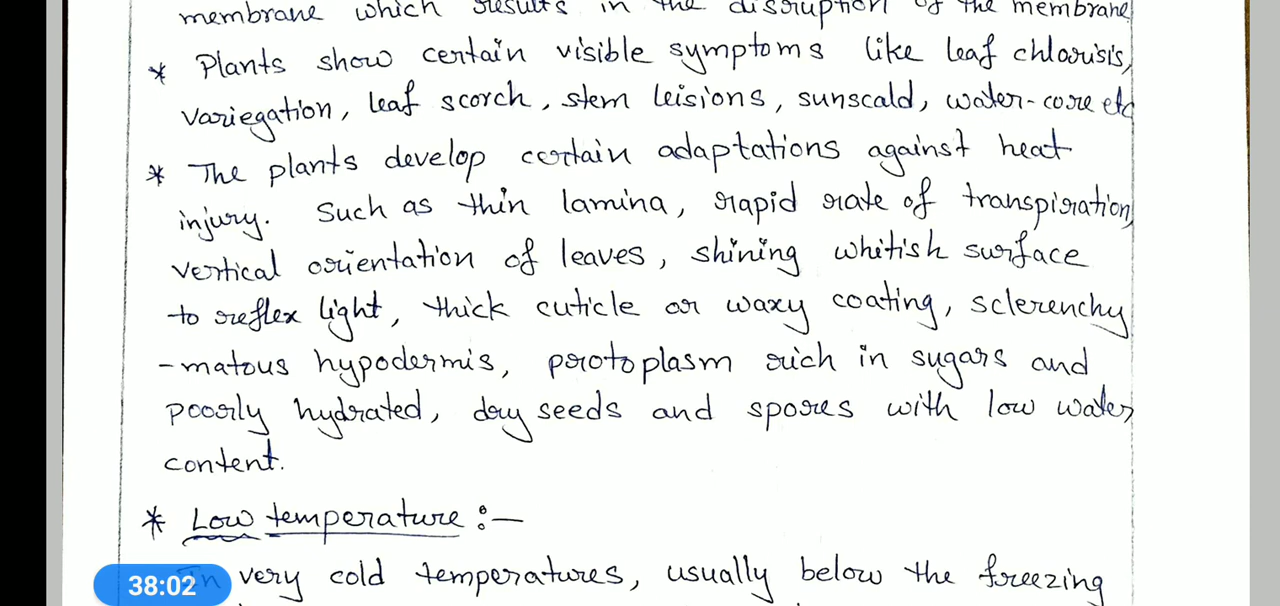 membrane which results in the disruption of the membrane
* Plants show certain visible symptoms like leaf chlorisis,
variegation, leaf scorch, stem leisions, sunscald, water-core etc
* The plants develop certain adaptations against heat
injury. Such as thin lamina, rapid rate of transpiration,
vertical orientation of leaves, shining whitish surface
to reflex light, thick cuticle or waxy coating, sclerenchy
-matous hypodermis, protoplasm rich in sugars and
poorly hydrated, dry seeds and spores with low water
content.
* Low temperature :-
38:02 In very cold temperatures, usually below the freezing